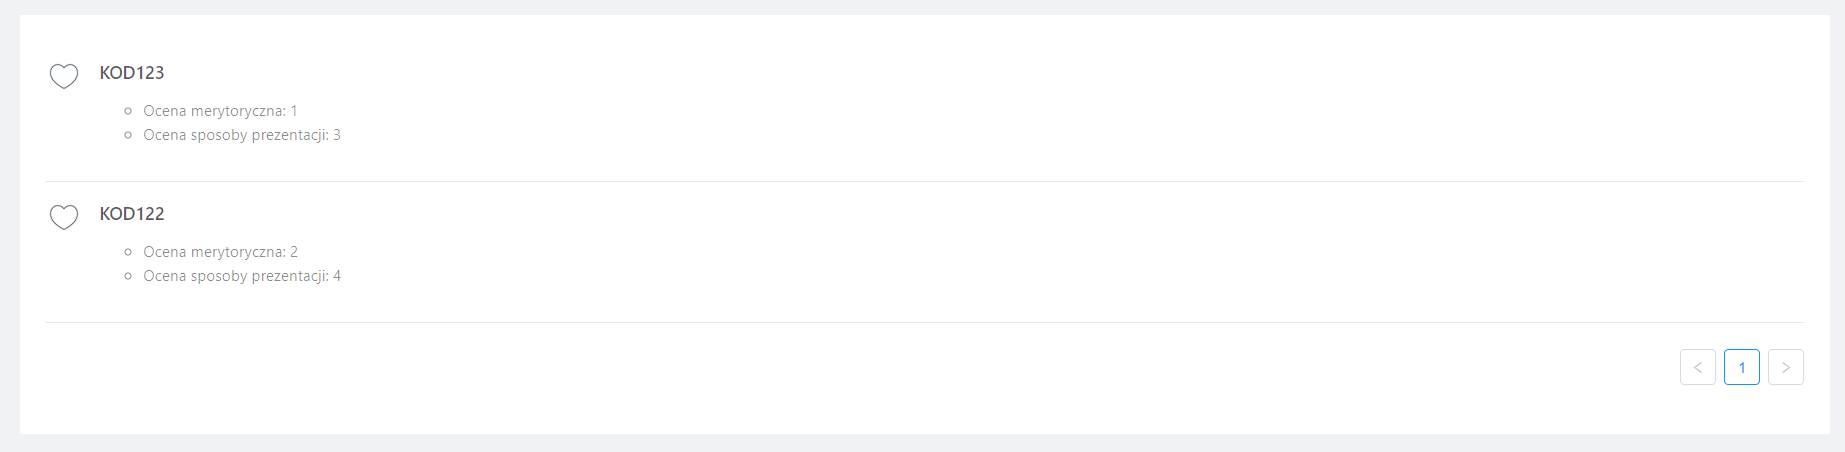 KOD123
Ocena merytoryczna: 1
Ocena sposoby prezentacji: 3
KOD122
Ocena merytoryczna: 2
Ocena sposoby prezentacji: 4
1